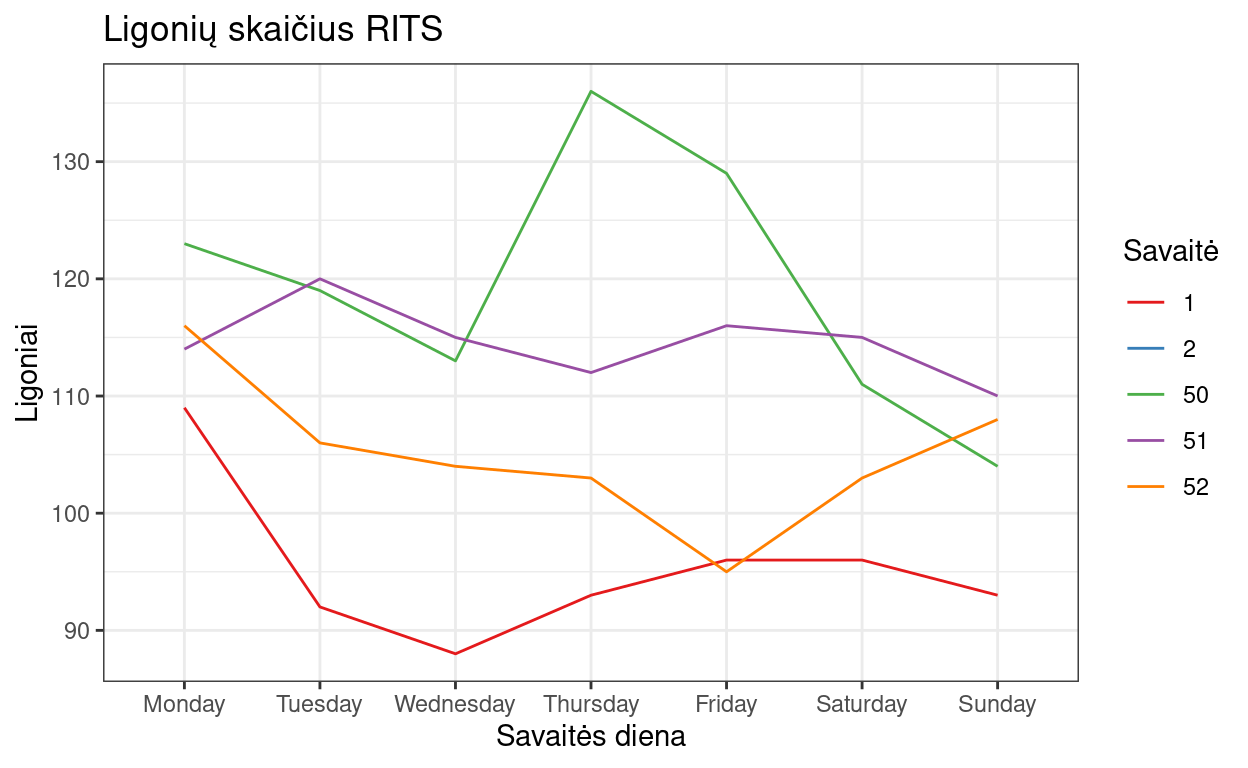 Ligonių skaičius RITS
Ligoniai
130
120
110
100
90
Monday Tuesday Wednesday Thursday Friday Saturday Sunday
Savaitės diena
Savaitė
1
2
50
51
52